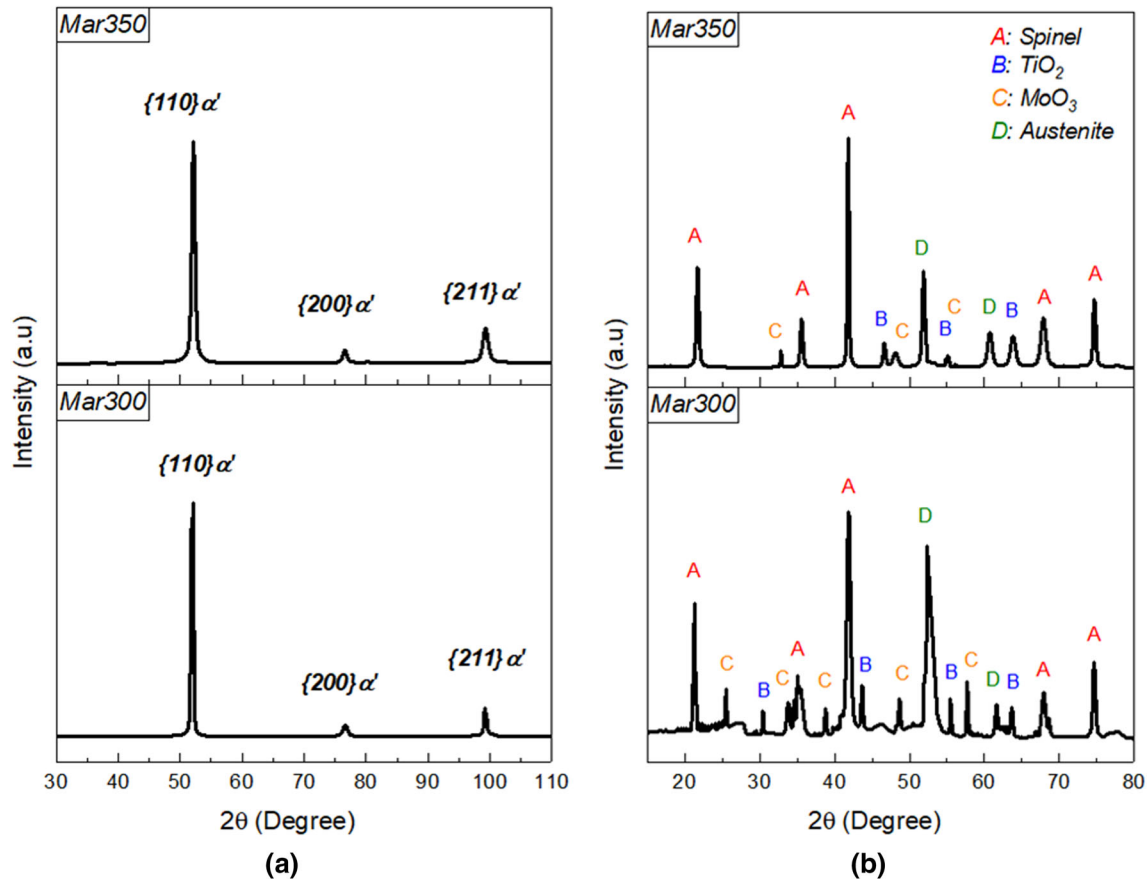 Mar350
{110} α'
{200} α'
{211} α'
Mar300
{110} α'
{200} α'
{211} α'
Intensity (a.u)
30 40 50 60 70 80 90 100 110
2θ (Degree)
(a)
Mar350
A: Spinel
B: TiO₂
C: MoO₃
D: Austenite
A C A A B C D B C D B A A
Mar300
A C B C A C A B C D B C D B A A
Intensity (a.u)
20 30 40 50 60 70 80
2θ (Degree)
(b)